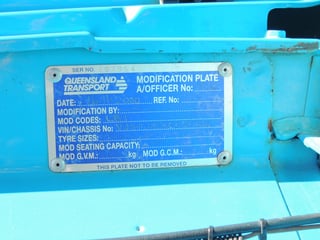 SER NO.
QUEENSLAND MODIFICATION PLATE
TRANSPORT A/OFFICER No:
DATE: REF. No:
MODIFICATION BY:
MOD CODES:
VIN/CHASSIS No:
TYRE SIZES:
MOD SEATING CAPACITY:
MOD G.V.M: kg MOD G.C.M: kg
THIS PLATE NOT TO BE REMOVED